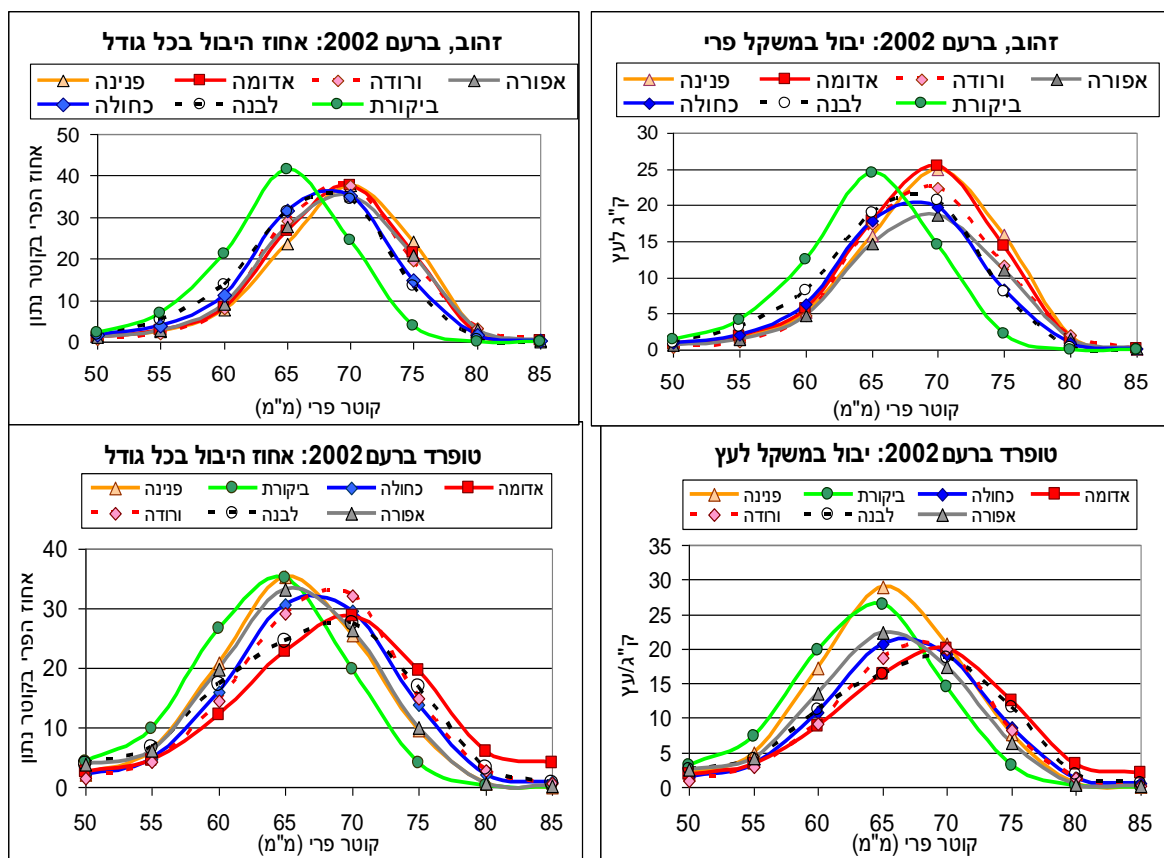 זהוב, ברעם 2002: אחוז היבול בכל גודל
פנינה אדומה ורודה אפורה
כחולה לבנה ביקורת
אחוז הפרי בקוטר נתון
50
40
30
20
10
0
50 55 60 65 70 75 80 85
קוטר פרי (מ"מ)
זהוב, ברעם 2002: יבול במשקל פרי
פנינה אדומה ורודה אפורה
כחולה לבנה ביקורת
ק"ג לעץ
30
25
20
15
10
5
0
50 55 60 65 70 75 80 85
קוטר פרי (מ"מ)
טופרד ברעם 2002: אחוז היבול בכל גודל
פנינה ביקורת כחולה אדומה
ורודה לבנה אפורה
אחוז הפרי בקוטר נתון
40
30
20
10
0
50 55 60 65 70 75 80 85
קוטר פרי (מ"מ)
טופרד ברעם 2002: יבול במשקל לעץ
פנינה ביקורת כחולה אדומה
ורודה לבנה אפורה
ק"ג/עץ
35
30
25
20
15
10
5
0
50 55 60 65 70 75 80 85
קוטר פרי (מ"מ)